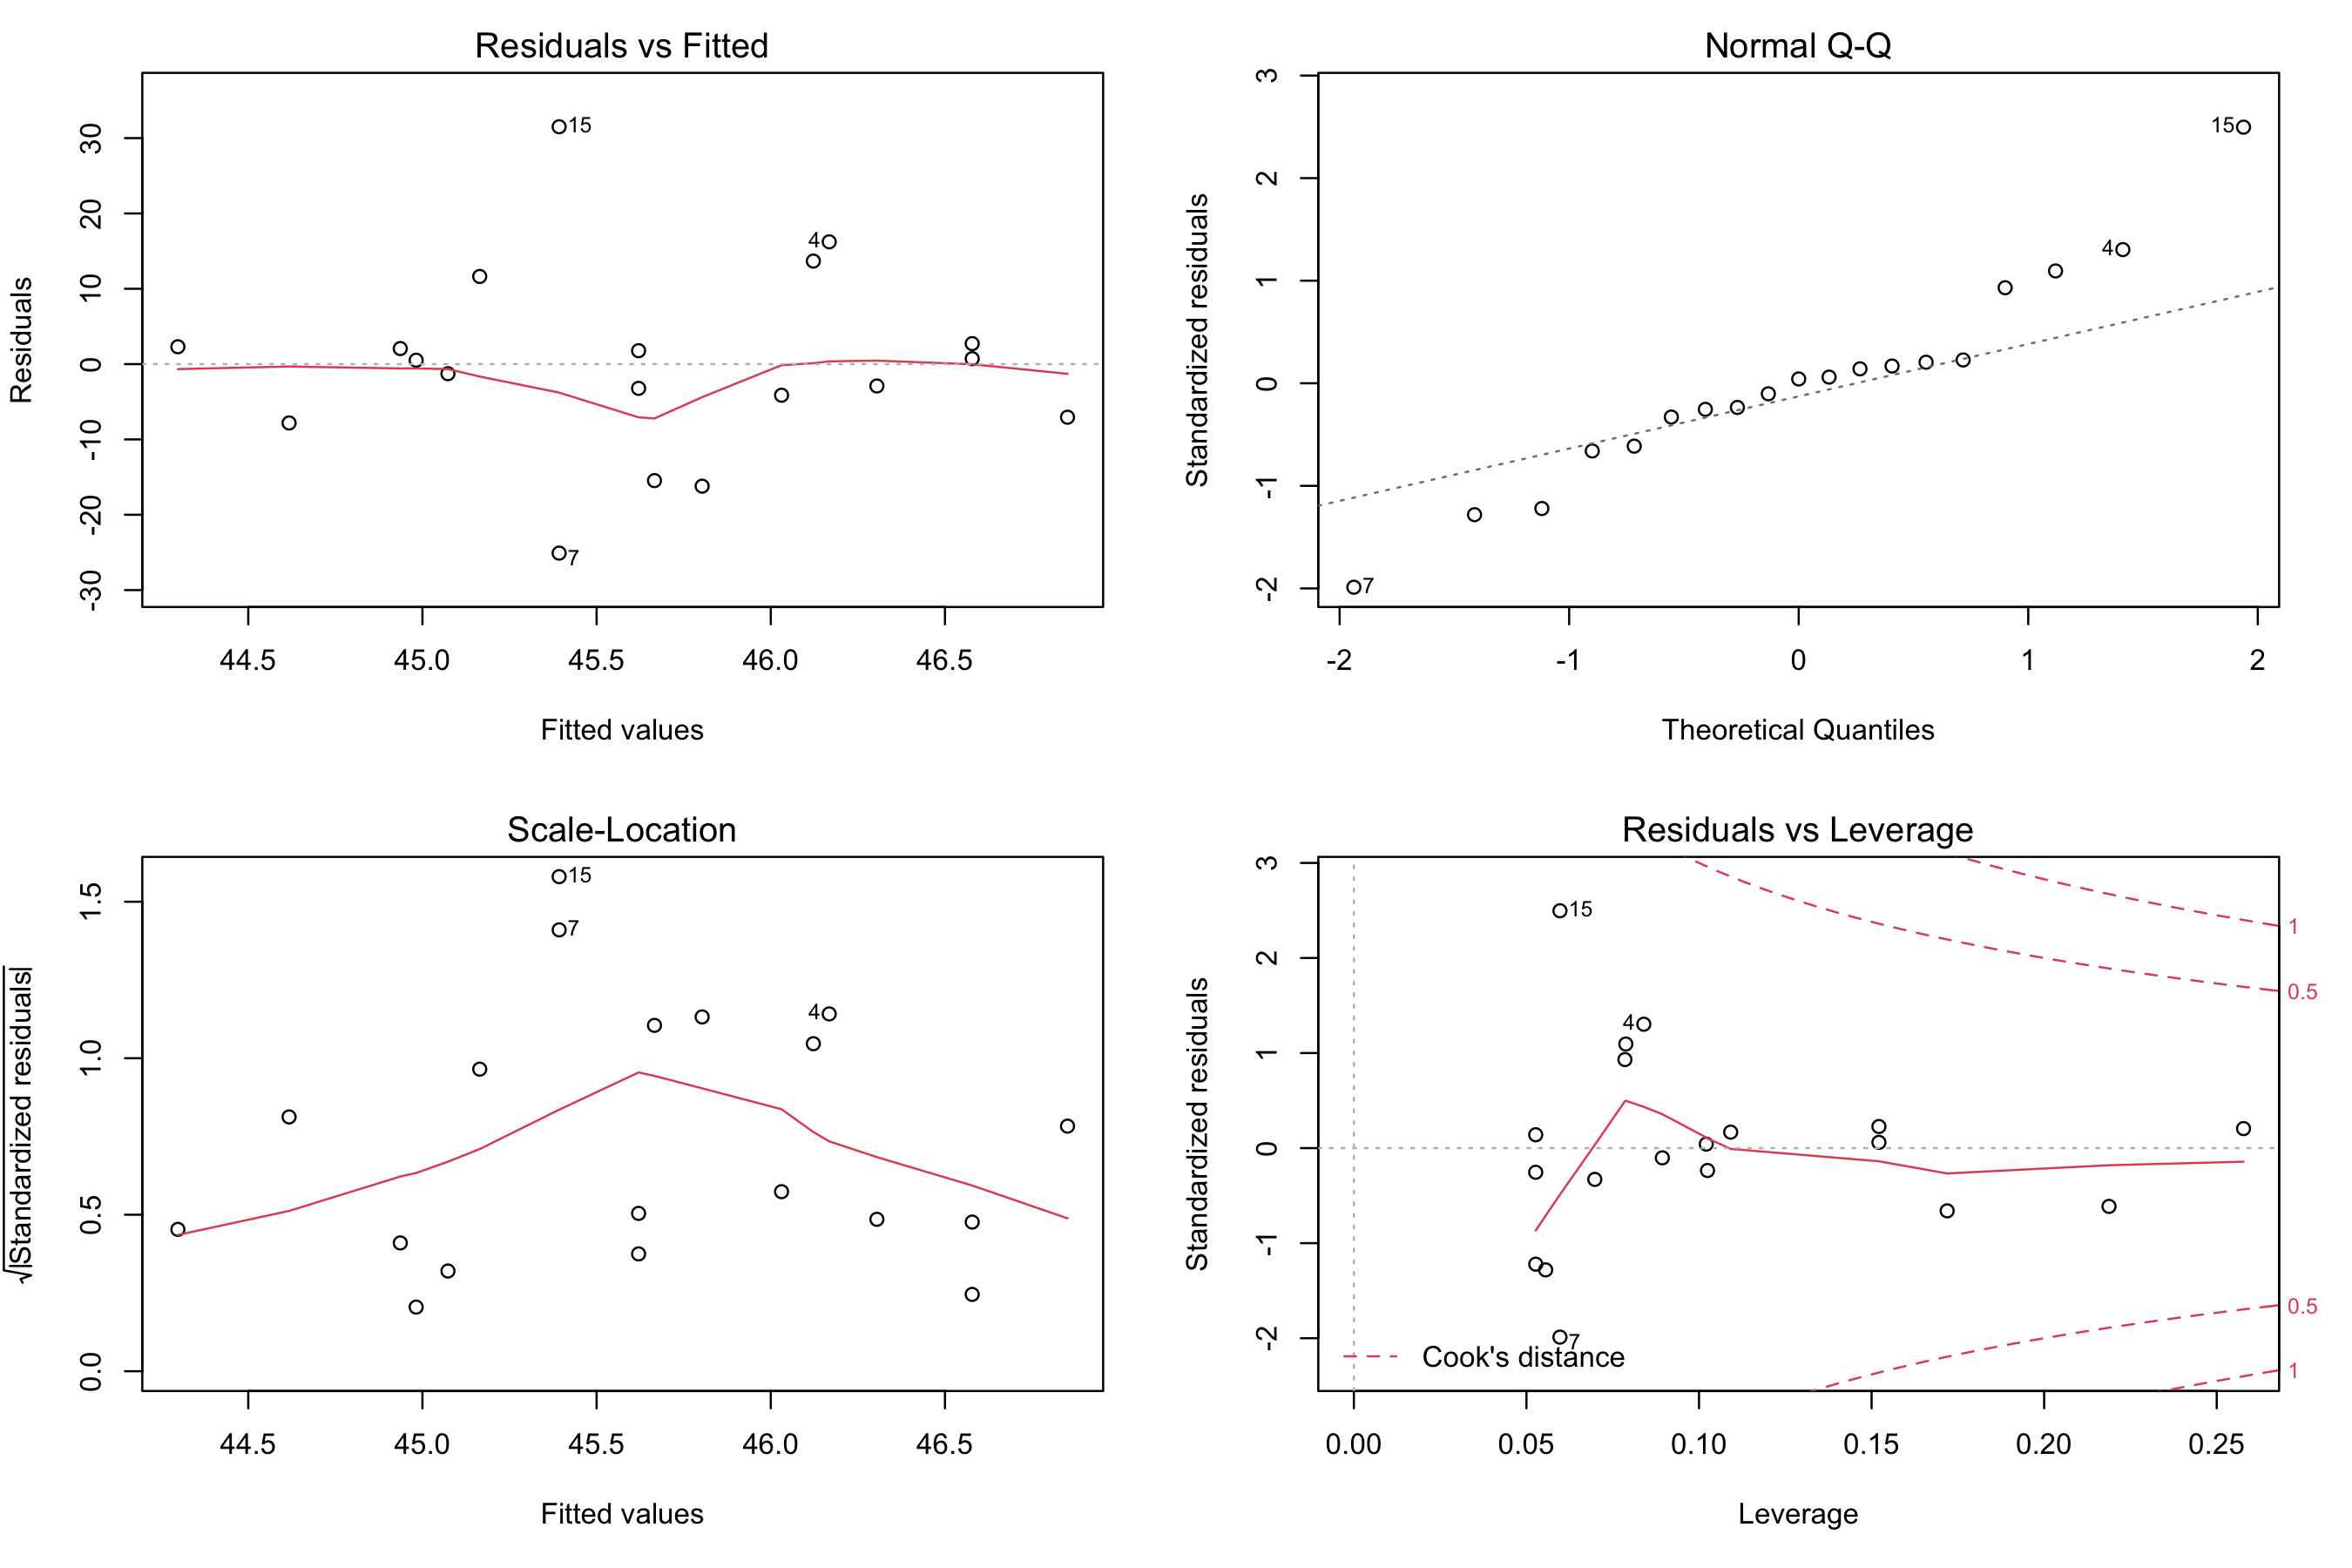 Residuals vs Fitted
Residuals
30
20
10
0
-10
-20
-30
15
4
7
44.5 45.0 45.5 46.0 46.5
Fitted values
Normal Q-Q
Standardized residuals
3
2
1
0
-1
-2
15
4
7
-2 -1 0 1 2
Theoretical Quantiles
Scale-Location
√|Standardized residuals|
1.5
1.0
0.5
0.0
15
7
4
44.5 45.0 45.5 46.0 46.5
Fitted values
Residuals vs Leverage
Standardized residuals
3
2
1
0
-1
-2
15
4
7
1
0.5
0.5
1
Cook's distance
0.00 0.05 0.10 0.15 0.20 0.25
Leverage